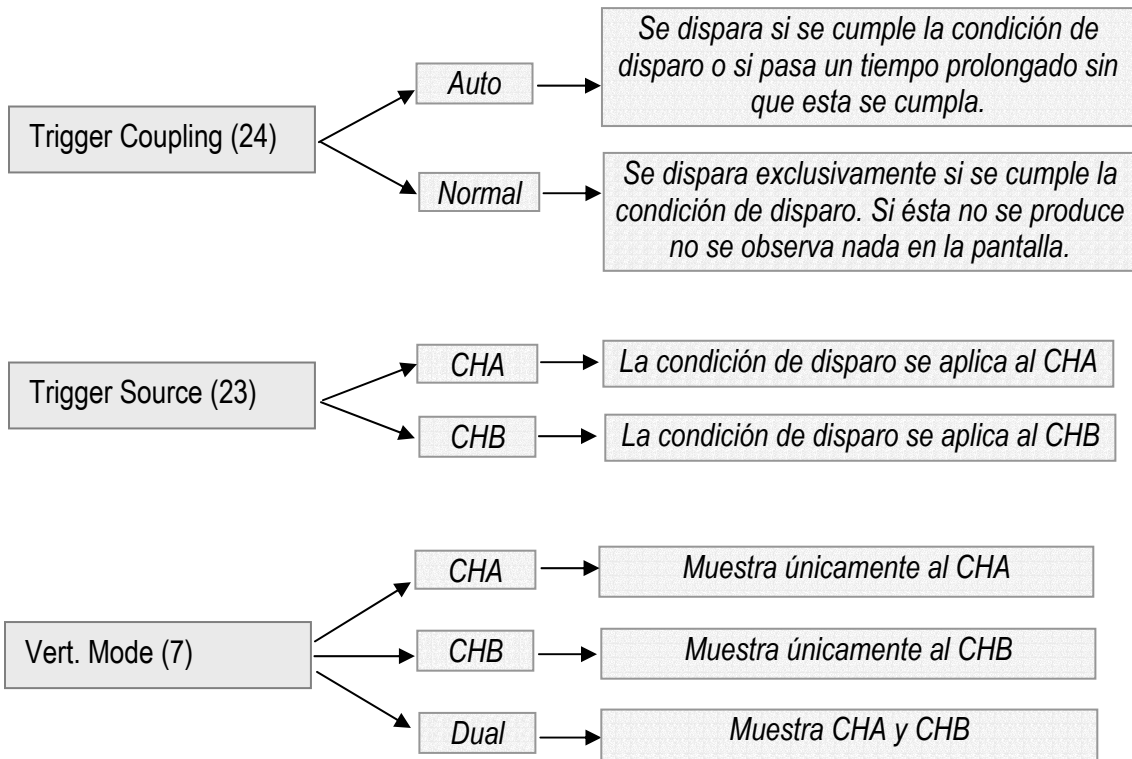 Trigger Coupling (24)
Auto
Se dispara si se cumple la condición de
disparo o si pasa un tiempo prolongado sin
que esta se cumpla.
Normal
Se dispara exclusivamente si se cumple la
condición de disparo. Si ésta no se produce
no se observa nada en la pantalla.
Trigger Source (23)
CHA
La condición de disparo se aplica al CHA
CHB
La condición de disparo se aplica al CHB
Vert. Mode (7)
CHA
Muestra únicamente al CHA
CHB
Muestra únicamente al CHB
Dual
Muestra CHA y CHB